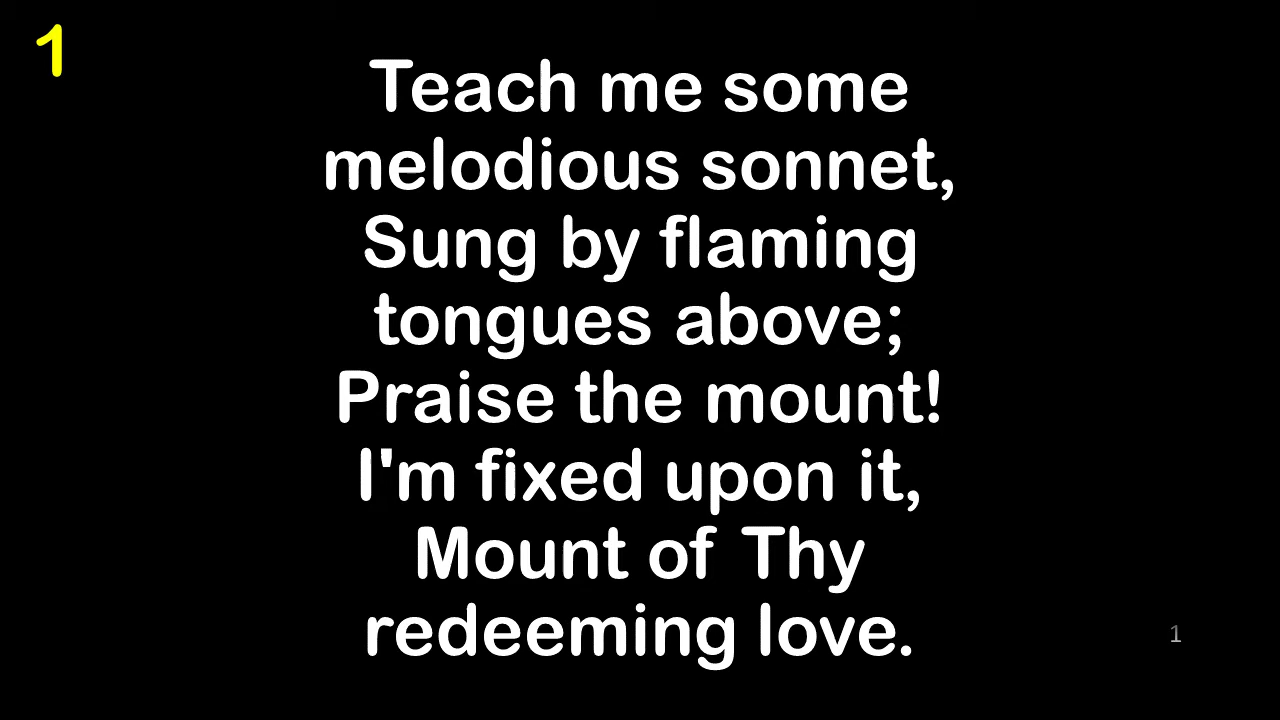 1
Teach me some
melodious sonnet,
Sung by flaming
tongues above;
Praise the mount!
I'm fixed upon it,
Mount of Thy
redeeming love.
1